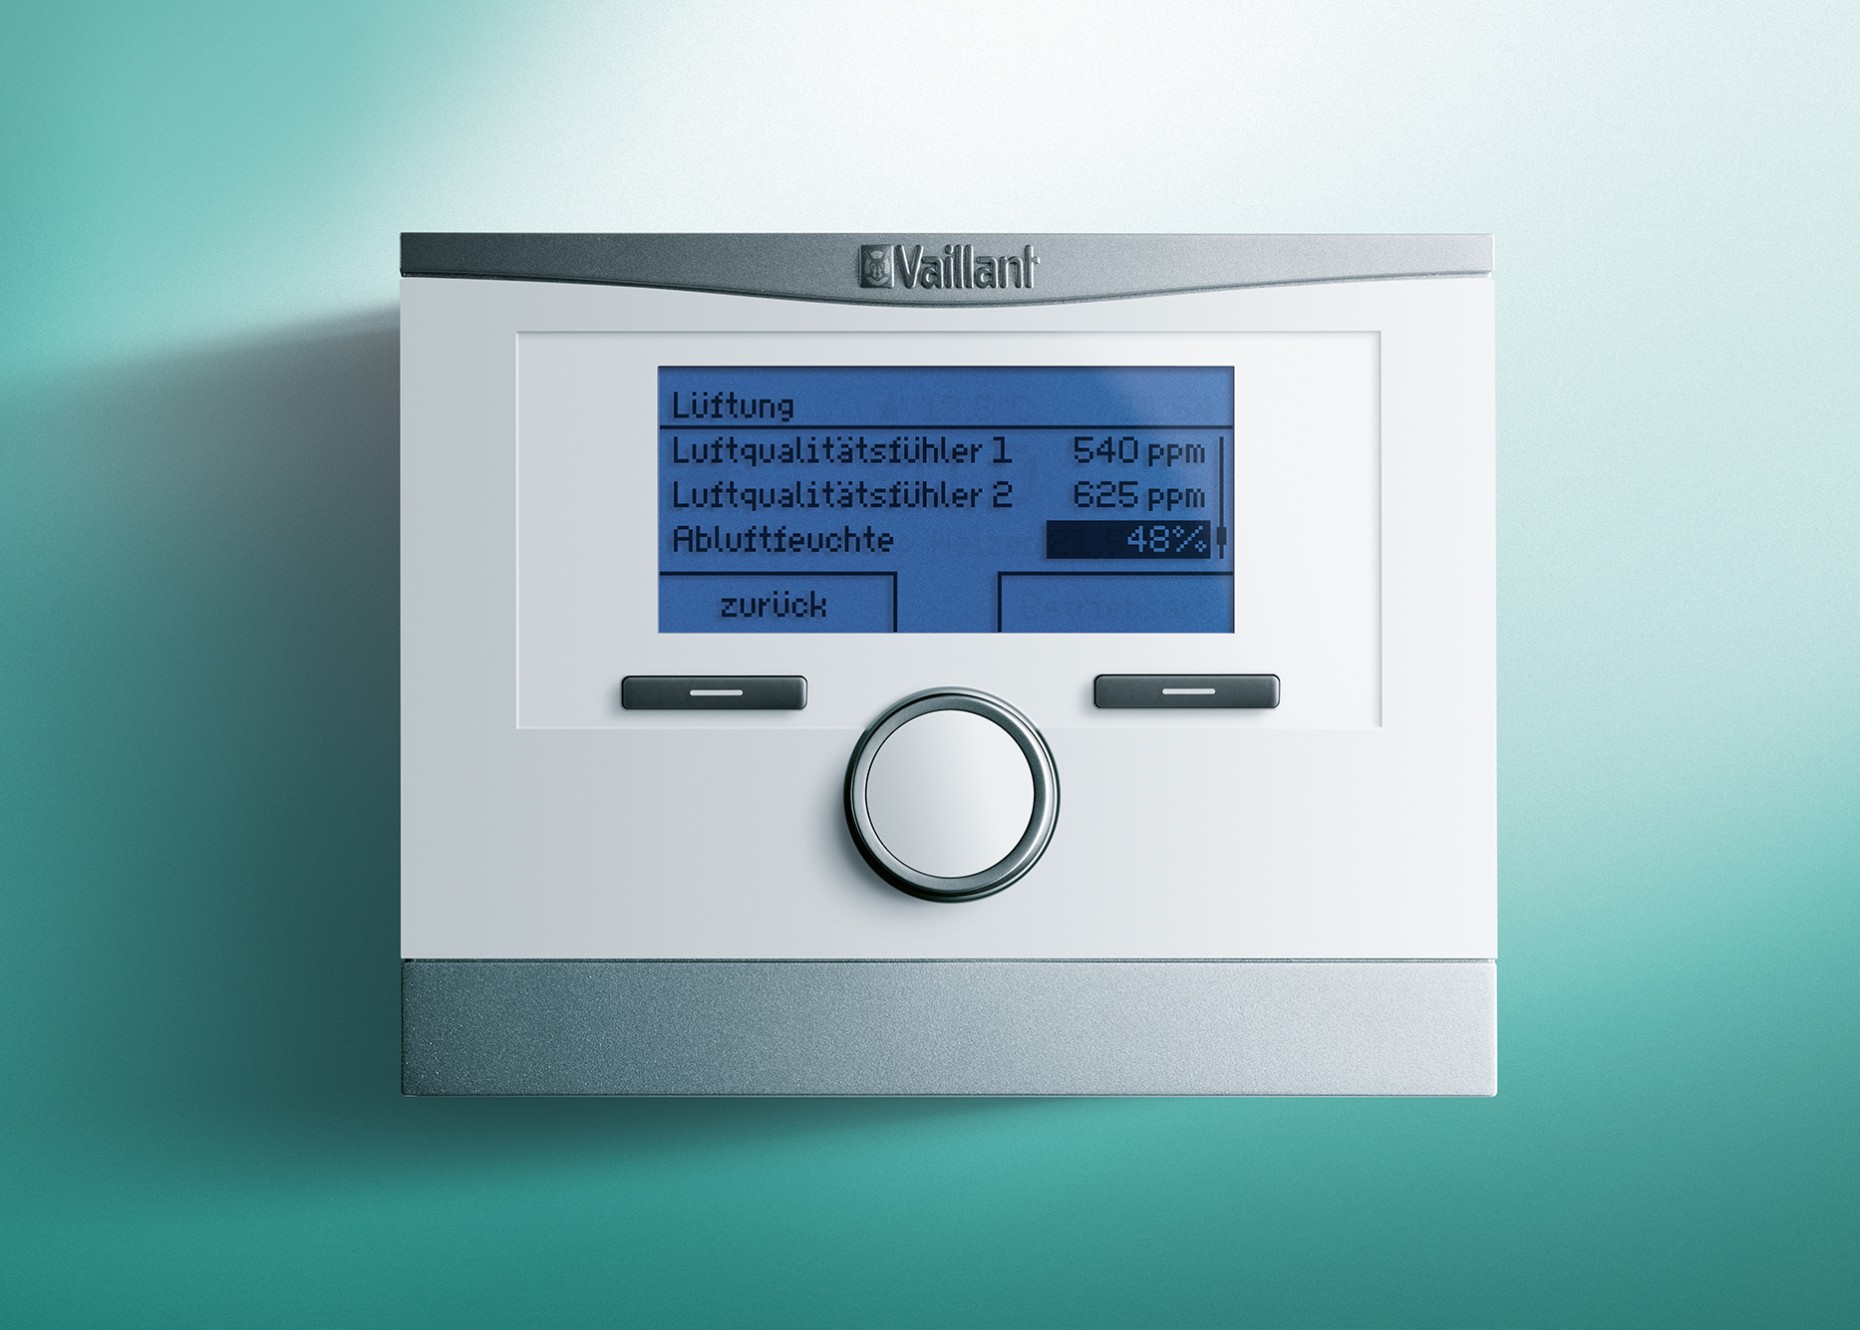 Vaillant
Lüftung
Luftqualitätsfühler 1 540 ppm
Luftqualitätsfühler 2 625 ppm
Abluftfeuchte 48%
zurück